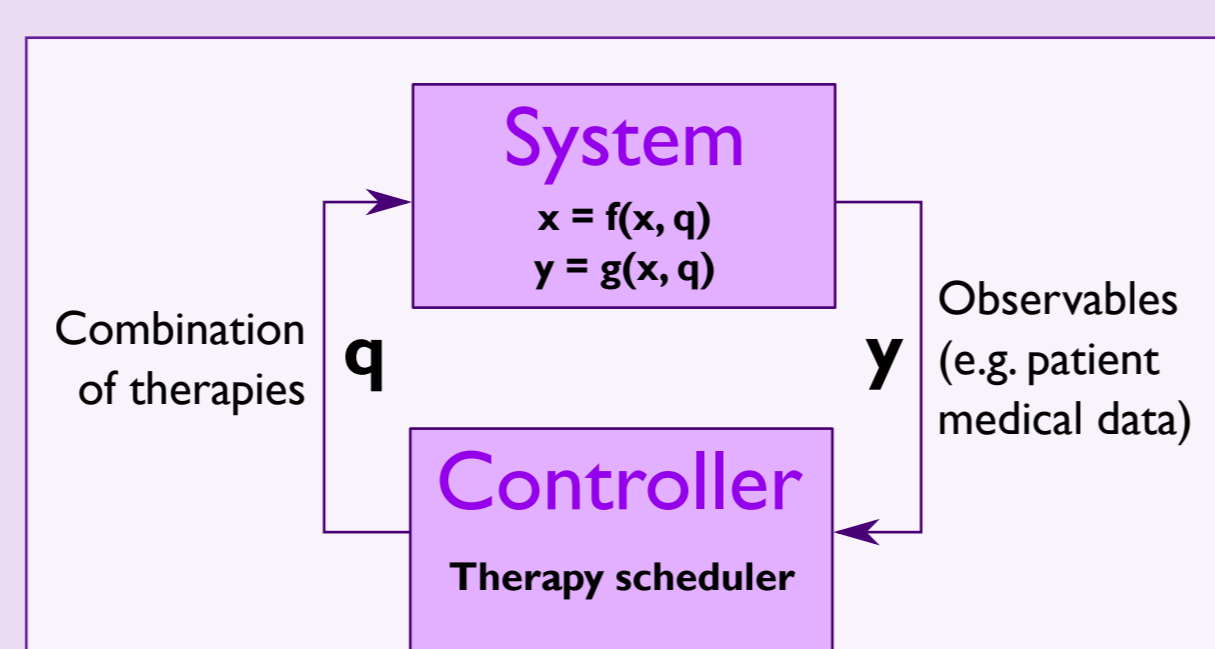 System
x = f(x, q)
y = g(x, q)
Combination
of therapies
q
y
Observables
(e.g. patient
medical data)
Controller
Therapy scheduler